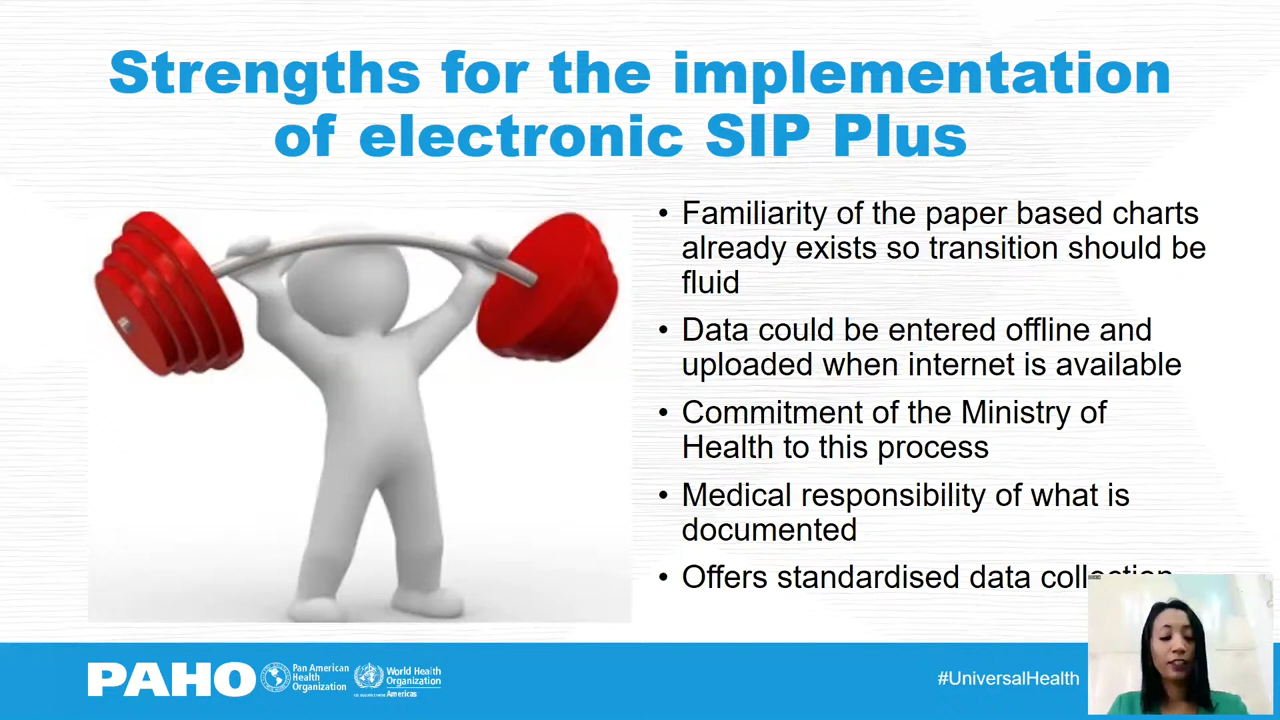 Strengths for the implementation
of electronic SIP Plus
• Familiarity of the paper based charts
already exists so transition should be
fluid
• Data could be entered offline and
uploaded when internet is available
• Commitment of the Ministry of
Health to this process
• Medical responsibility of what is
documented
• Offers standardised data collection
PAHO
Pan American
Health
Organization
World Health
Organization
Americas
#UniversalHealth